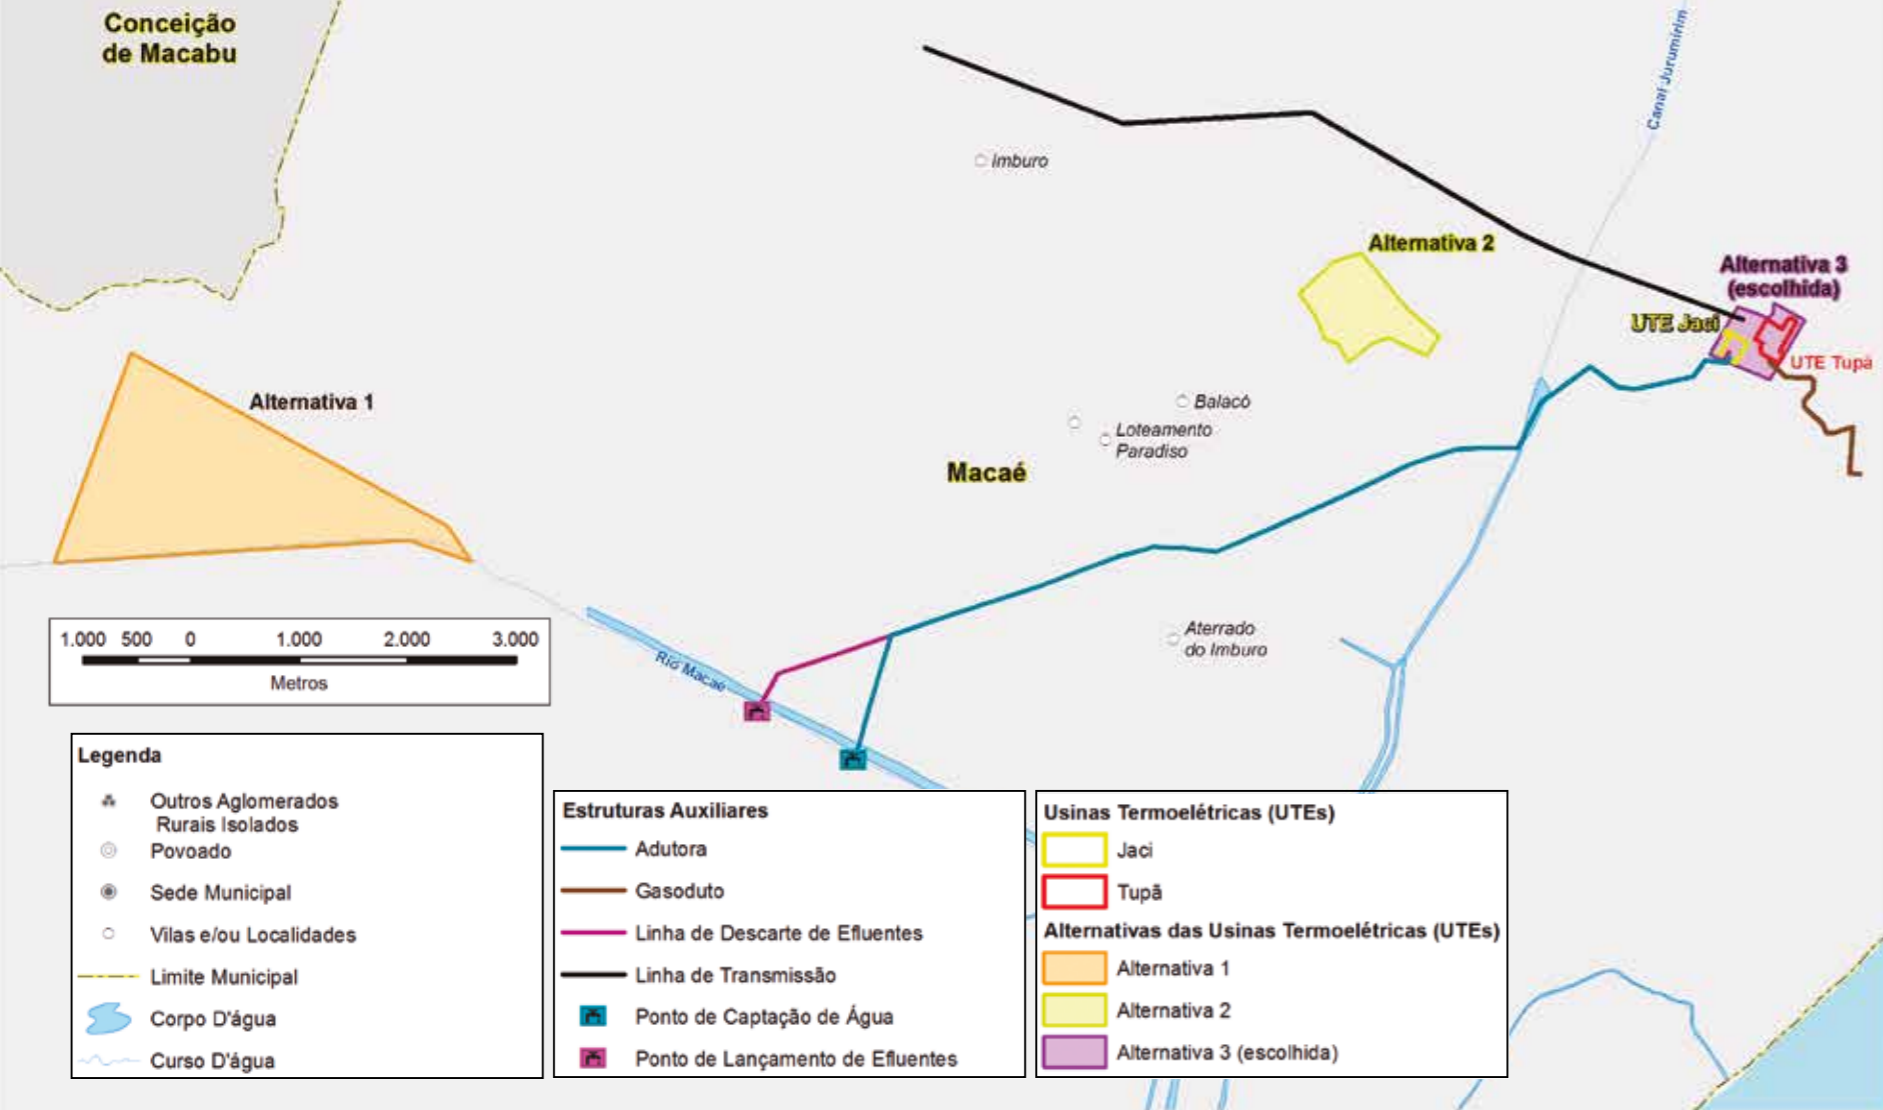 Conceição
de Macabu
Canal Jurumirim
Imburo
Alternativa 2
Alternativa 3
(escolhida)
UTE Jaci
UTE Tupã
Alternativa 1
Balacó
Loteamento
Paradiso
Macaé
Aterrado
do Imburo
Rio Macaé
1.000 500 0 1.000 2.000 3.000
Metros
Legenda
Outros Aglomerados
Rurais Isolados
Povoado
Sede Municipal
Vilas e/ou Localidades
Limite Municipal
Corpo D'água
Curso D'água
Estruturas Auxiliares
Adutora
Gasoduto
Linha de Descarte de Efluentes
Linha de Transmissão
Ponto de Captação de Água
Ponto de Lançamento de Efluentes
Usinas Termoelétricas (UTEs)
Jaci
Tupã
Alternativas das Usinas Termoelétricas (UTEs)
Alternativa 1
Alternativa 2
Alternativa 3 (escolhida)